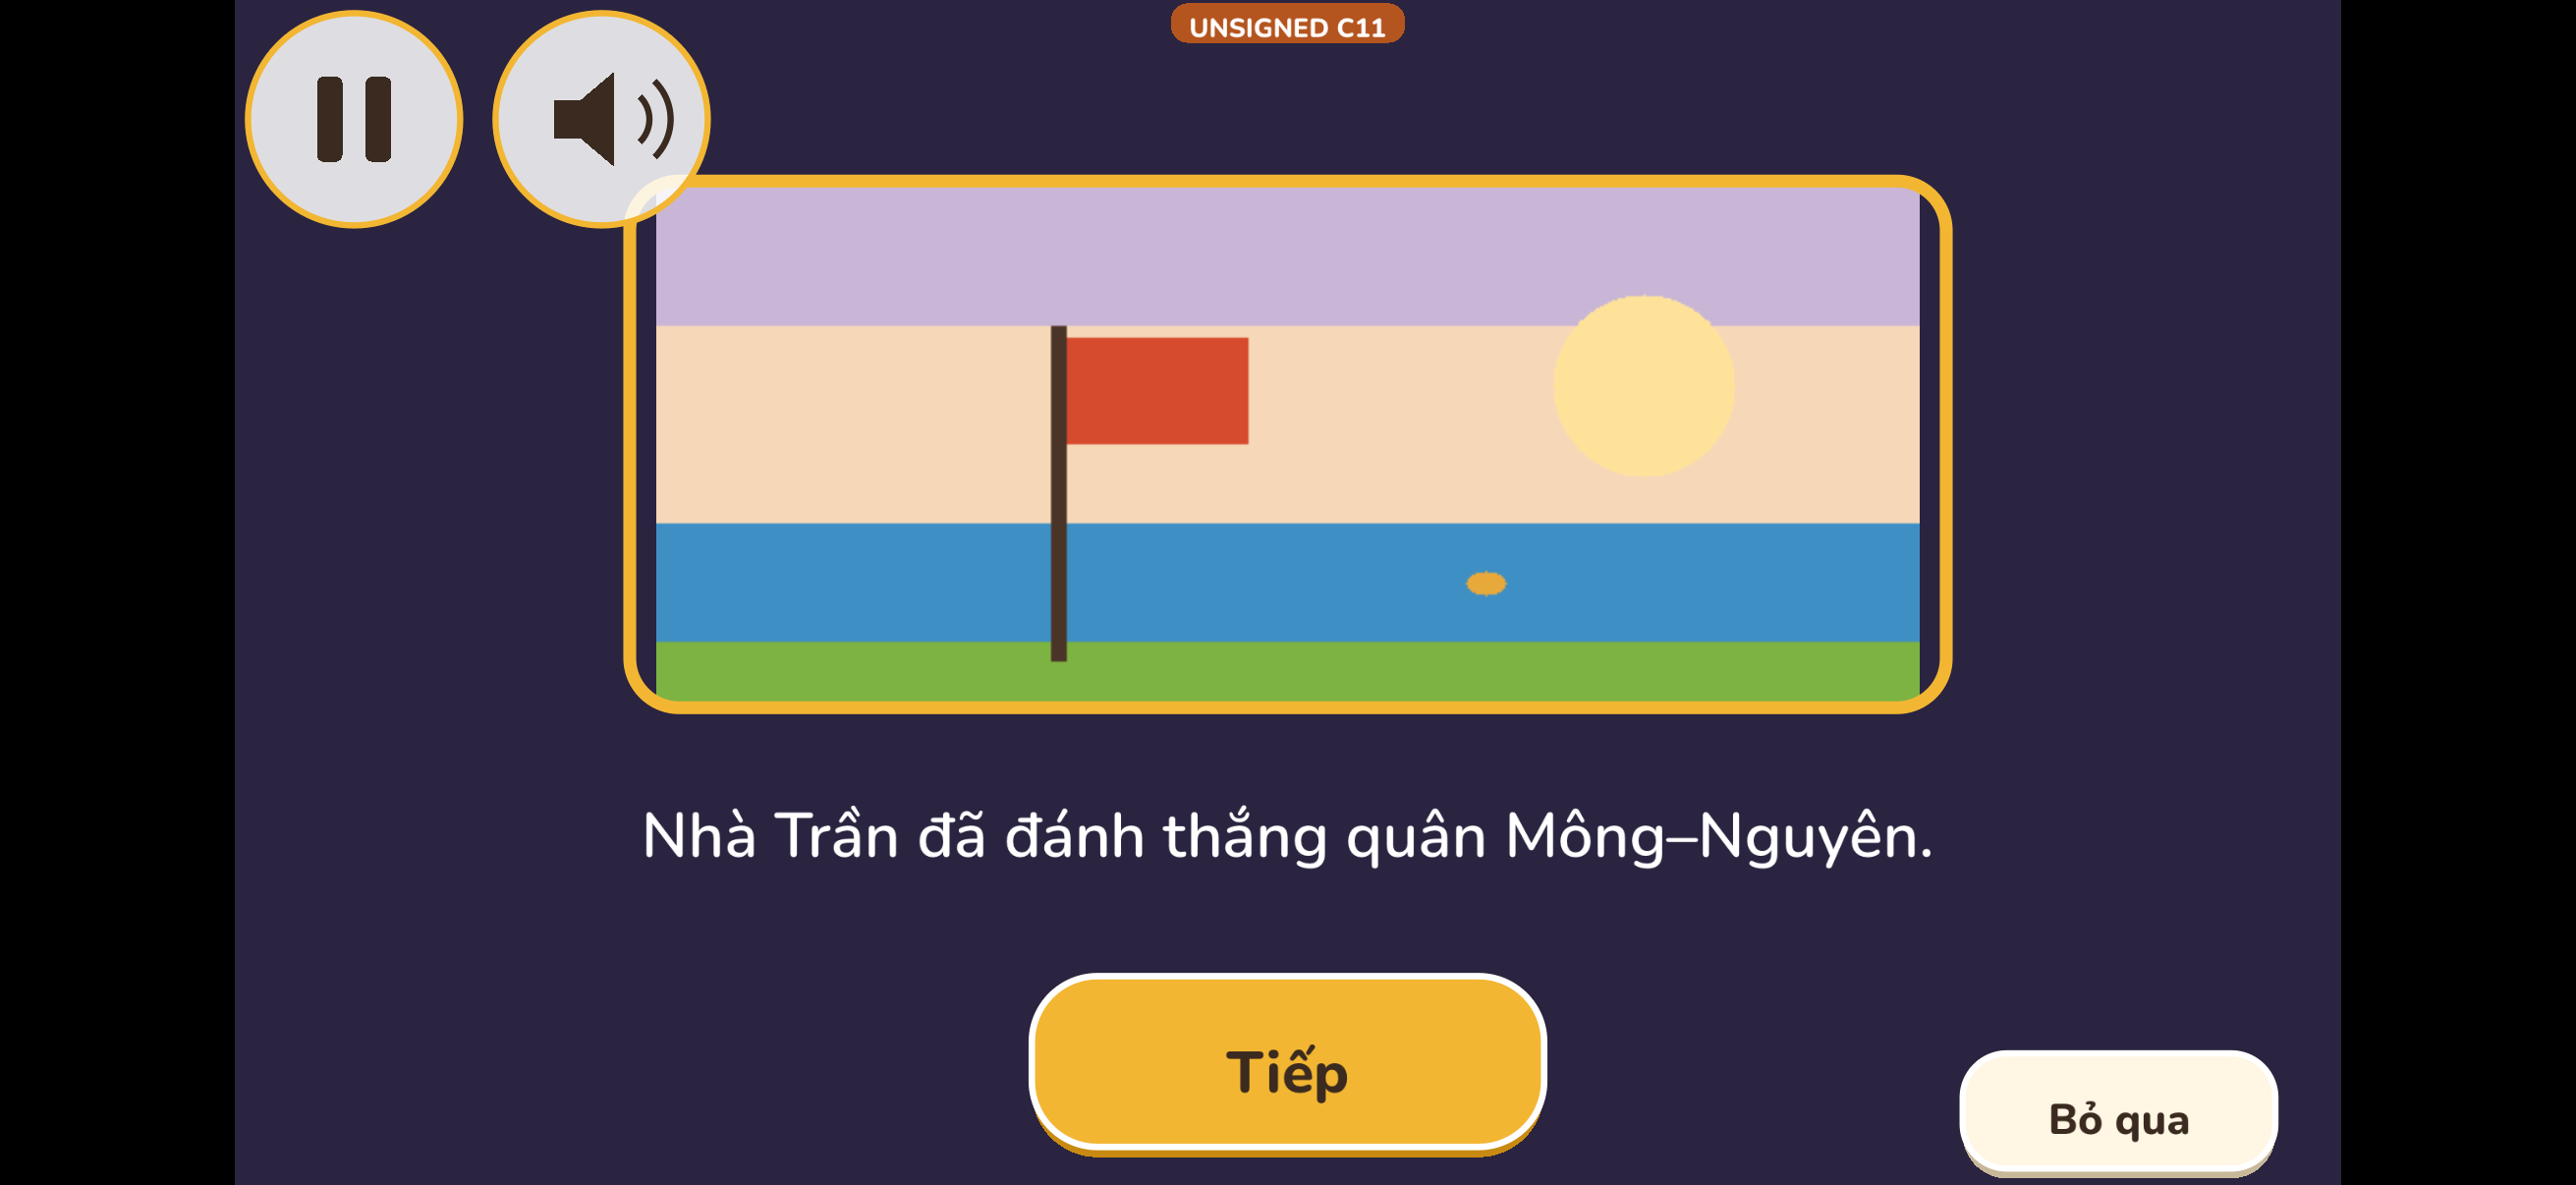 UNSIGNED C11
Nhà Trần đã đánh thắng quân Mông–Nguyên.
Tiếp
Bỏ qua